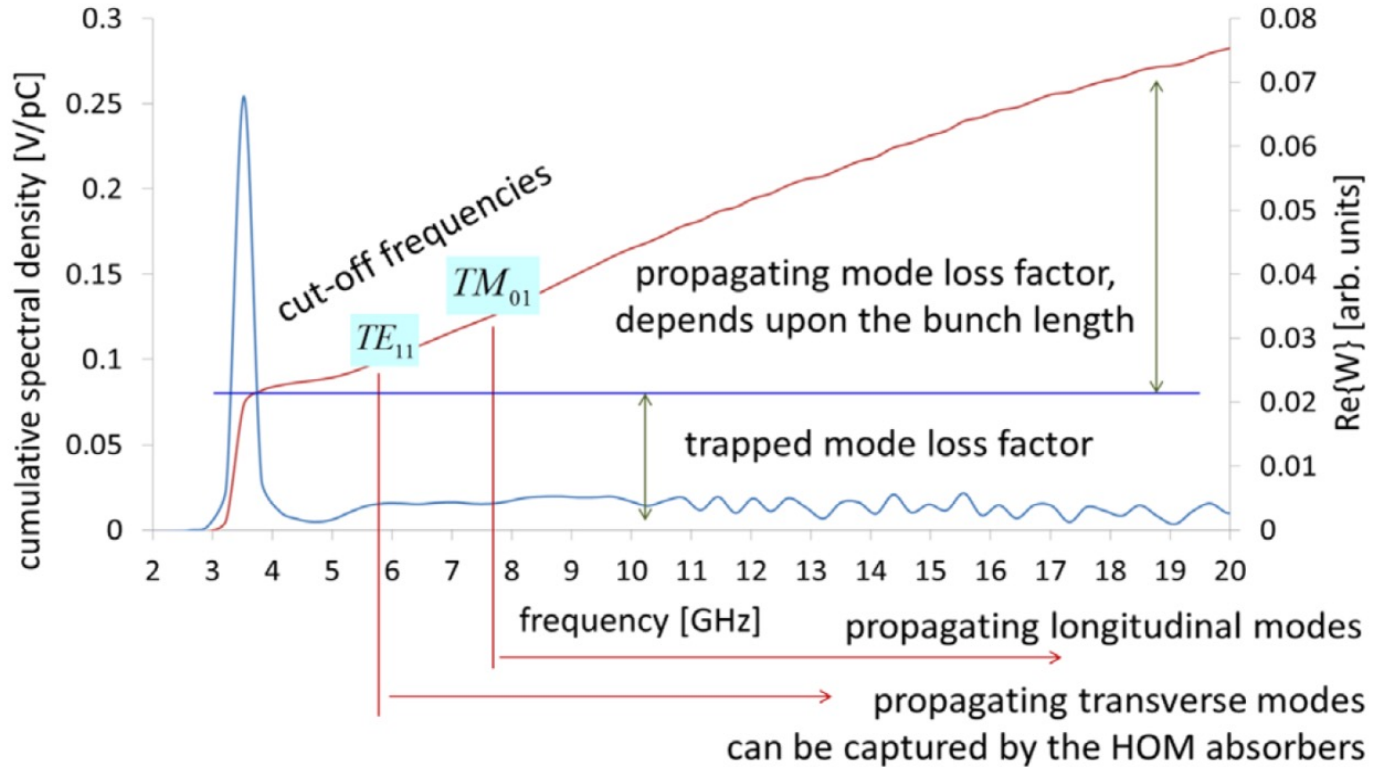 cumulative spectral density [V/pC]
0.3
0.25
0.2
0.15
0.1
0.05
0
0.08
0.07
0.06
0.05
0.04
0.03
0.02
0.01
0
Re{W} [arb. units]
cut-off frequencies
TE₁₁
TM₀₁
propagating mode loss factor,
depends upon the bunch length
trapped mode loss factor
2 3 4 5 6 7 8 9 10 11 12 13 14 15 16 17 18 19 20
frequency [GHz]
propagating longitudinal modes
propagating transverse modes
can be captured by the HOM absorbers